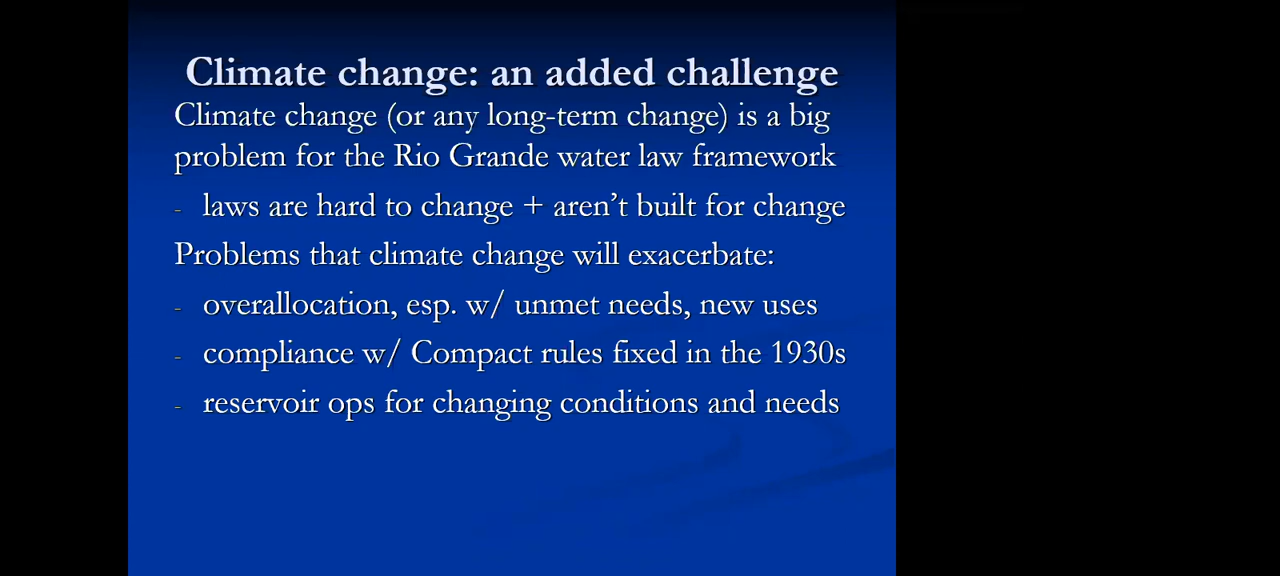 Climate change: an added challenge
Climate change (or any long-term change) is a big
problem for the Rio Grande water law framework
- laws are hard to change + aren’t built for change
Problems that climate change will exacerbate:
- overallocation, esp. w/ unmet needs, new uses
- compliance w/ Compact rules fixed in the 1930s
- reservoir ops for changing conditions and needs